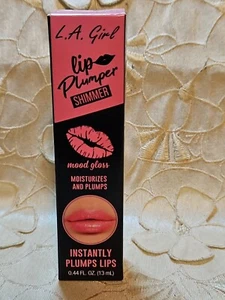 L.A. Girl
lip
Plumper
SHIMMER
mood gloss
MOISTURIZES
AND PLUMPS
INSTANTLY
PLUMPS LIPS
0.44 FL. OZ. (13 mL)